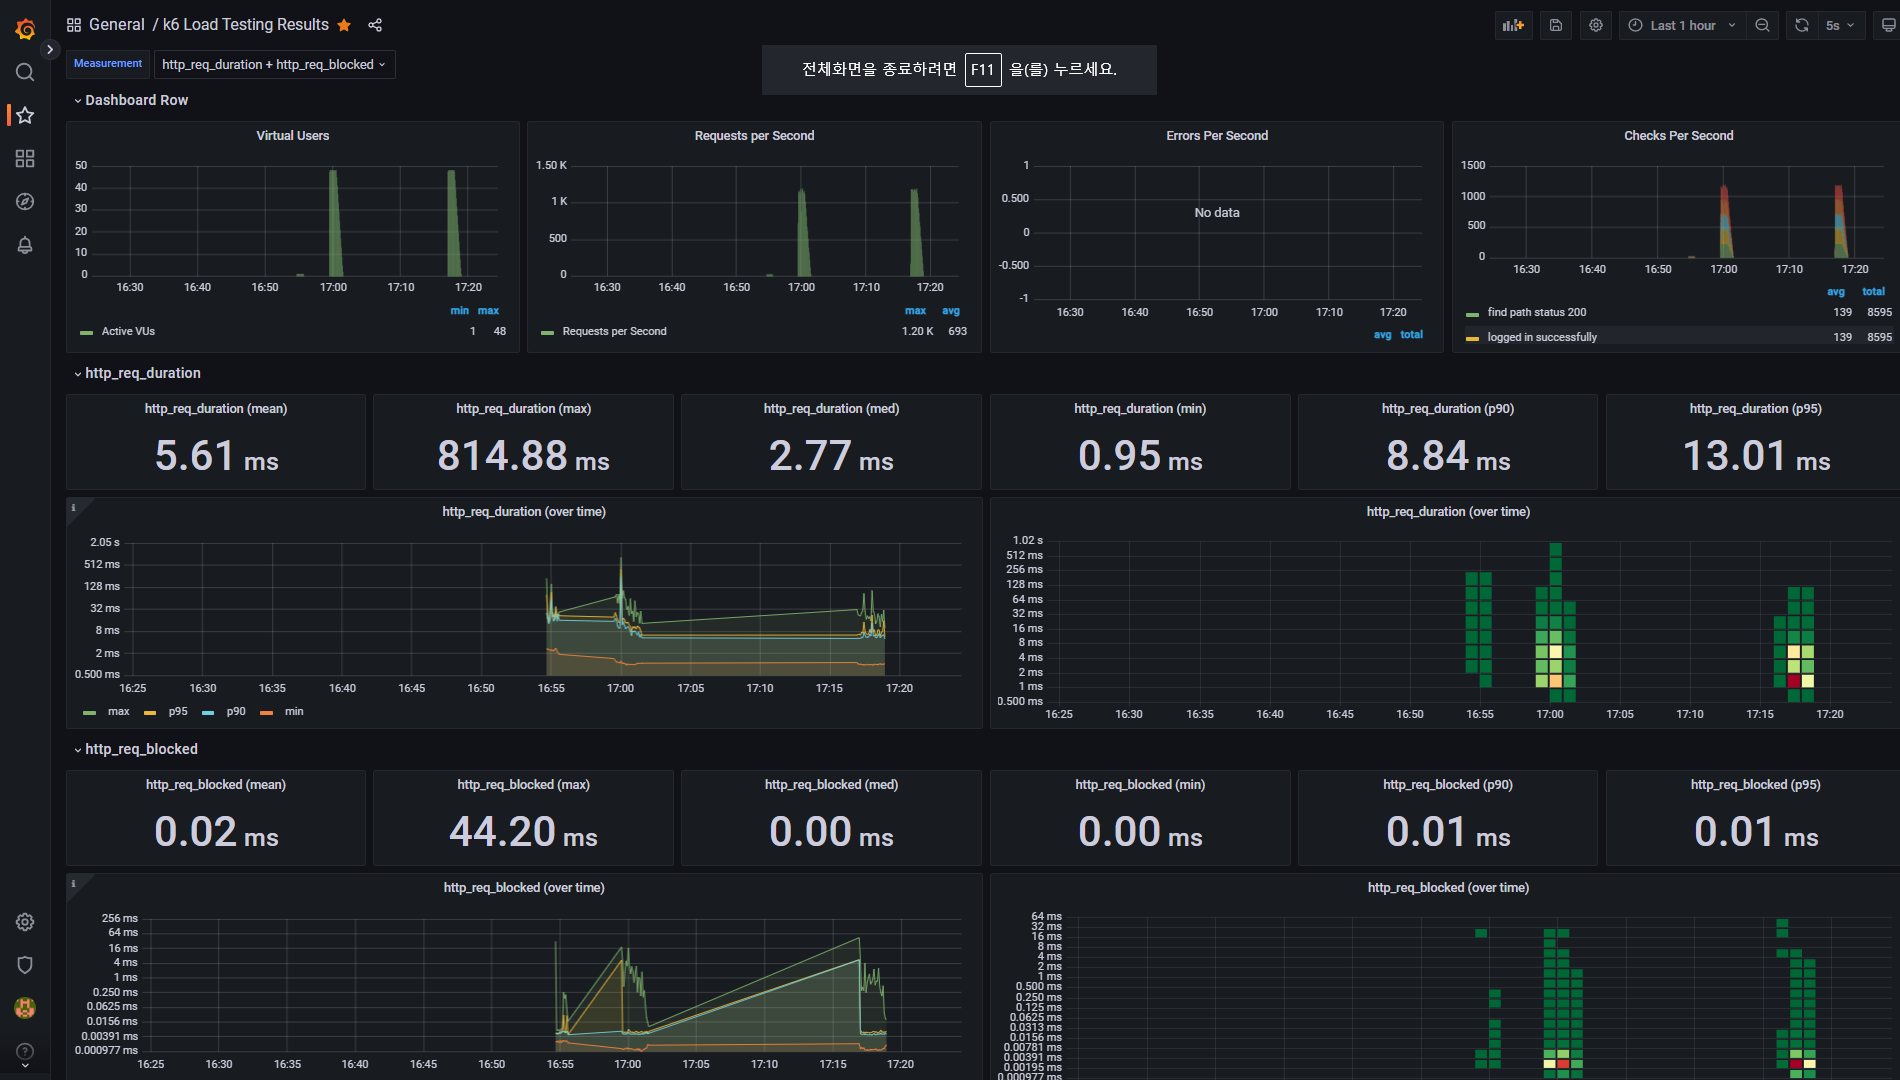 General / k6 Load Testing Results
Last 1 hour
5s
Measurement
http_req_duration + http_req_blocked
전체화면을 종료하려면 F11 을(를) 누르세요.
Dashboard Row
Virtual Users
50
40
30
20
10
0
16:30 16:40 16:50 17:00 17:10 17:20
min max
Active VUs 1 48
Requests per Second
1.50 K
1 K
500
0
16:30 16:40 16:50 17:00 17:10 17:20
max avg
Requests per Second 1.20 K 693
Errors Per Second
1
0.500
0
-0.500
-1
No data
16:30 16:40 16:50 17:00 17:10 17:20
avg total
Checks Per Second
1500
1000
500
0
16:30 16:40 16:50 17:00 17:10 17:20
avg total
find path status 200 139 8595
logged in successfully 139 8595
http_req_duration
http_req_duration (mean)
5.61 ms
http_req_duration (max)
814.88 ms
http_req_duration (med)
2.77 ms
http_req_duration (min)
0.95 ms
http_req_duration (p90)
8.84 ms
http_req_duration (p95)
13.01 ms
http_req_duration (over time)
2.05 s
512 ms
128 ms
32 ms
8 ms
2 ms
0.500 ms
16:25 16:30 16:35 16:40 16:45 16:50 16:55 17:00 17:05 17:10 17:15 17:20
max p95 p90 min
http_req_duration (over time)
1.02 s
512 ms
256 ms
128 ms
64 ms
32 ms
16 ms
8 ms
4 ms
2 ms
1 ms
0.500 ms
16:25 16:30 16:35 16:40 16:45 16:50 16:55 17:00 17:05 17:10 17:15 17:20
http_req_blocked
http_req_blocked (mean)
0.02 ms
http_req_blocked (max)
44.20 ms
http_req_blocked (med)
0.00 ms
http_req_blocked (min)
0.00 ms
http_req_blocked (p90)
0.01 ms
http_req_blocked (p95)
0.01 ms
http_req_blocked (over time)
256 ms
64 ms
16 ms
4 ms
1 ms
0.250 ms
0.0625 ms
0.0156 ms
0.00391 ms
0.000977 ms
16:25 16:30 16:35 16:40 16:45 16:50 16:55 17:00 17:05 17:10 17:15 17:20
http_req_blocked (over time)
64 ms
32 ms
16 ms
8 ms
4 ms
2 ms
1 ms
0.500 ms
0.250 ms
0.125 ms
0.0625 ms
0.0313 ms
0.0156 ms
0.00781 ms
0.00391 ms
0.00195 ms
0.000977 ms